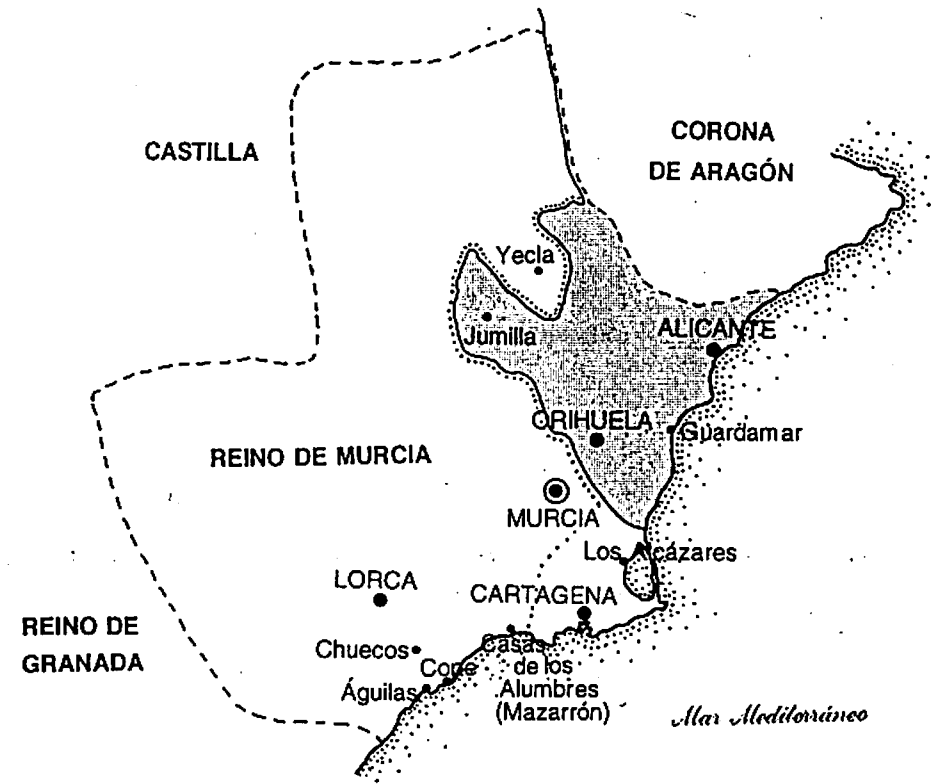 CASTILLA
CORONA
DE ARAGÓN
Yecla
Jumilla
ALICANTE
ORIHUELA
Guardamar
REINO DE MURCIA
MURCIA
Los Alcázares
LORCA
CARTAGENA
REINO DE
GRANADA
Chuecos
Cope
Águilas
Casas
de los
Alumbres
(Mazarrón)
Mar Mediterráneo